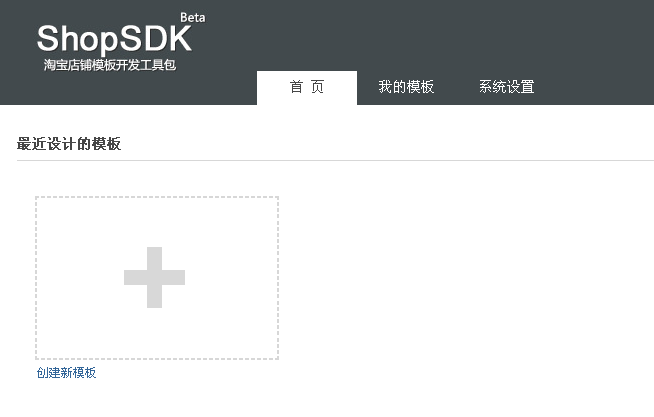 ShopSDK Beta
淘宝店铺模板开发工具包
首 页 我的模板 系统设置
最近设计的模板
创建新模板